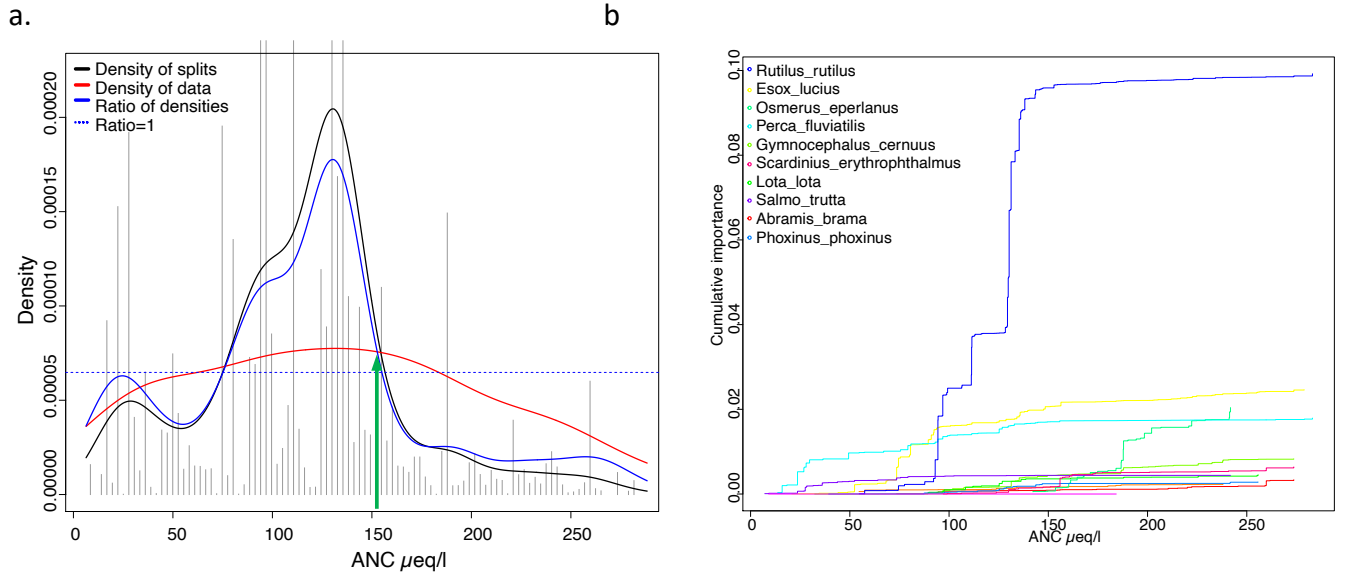 a.
Density of splits
Density of data
Ratio of densities
Ratio=1
Density
0.00000
0.00005
0.00010
0.00015
0.00020
0
50
100
150
200
250
ANC µeq/l
b
Rutilus_rutilus
Esox_lucius
Osmerus_eperlanus
Perca_fluviatilis
Gymnocephalus_cernuus
Scardinius_erythrophthalmus
Lota_lota
Salmo_trutta
Abramis_brama
Phoxinus_phoxinus
Cumulative importance
0.00
0.02
0.04
0.06
0.08
0.10
50
100
150
200
250
ANC µeq/l